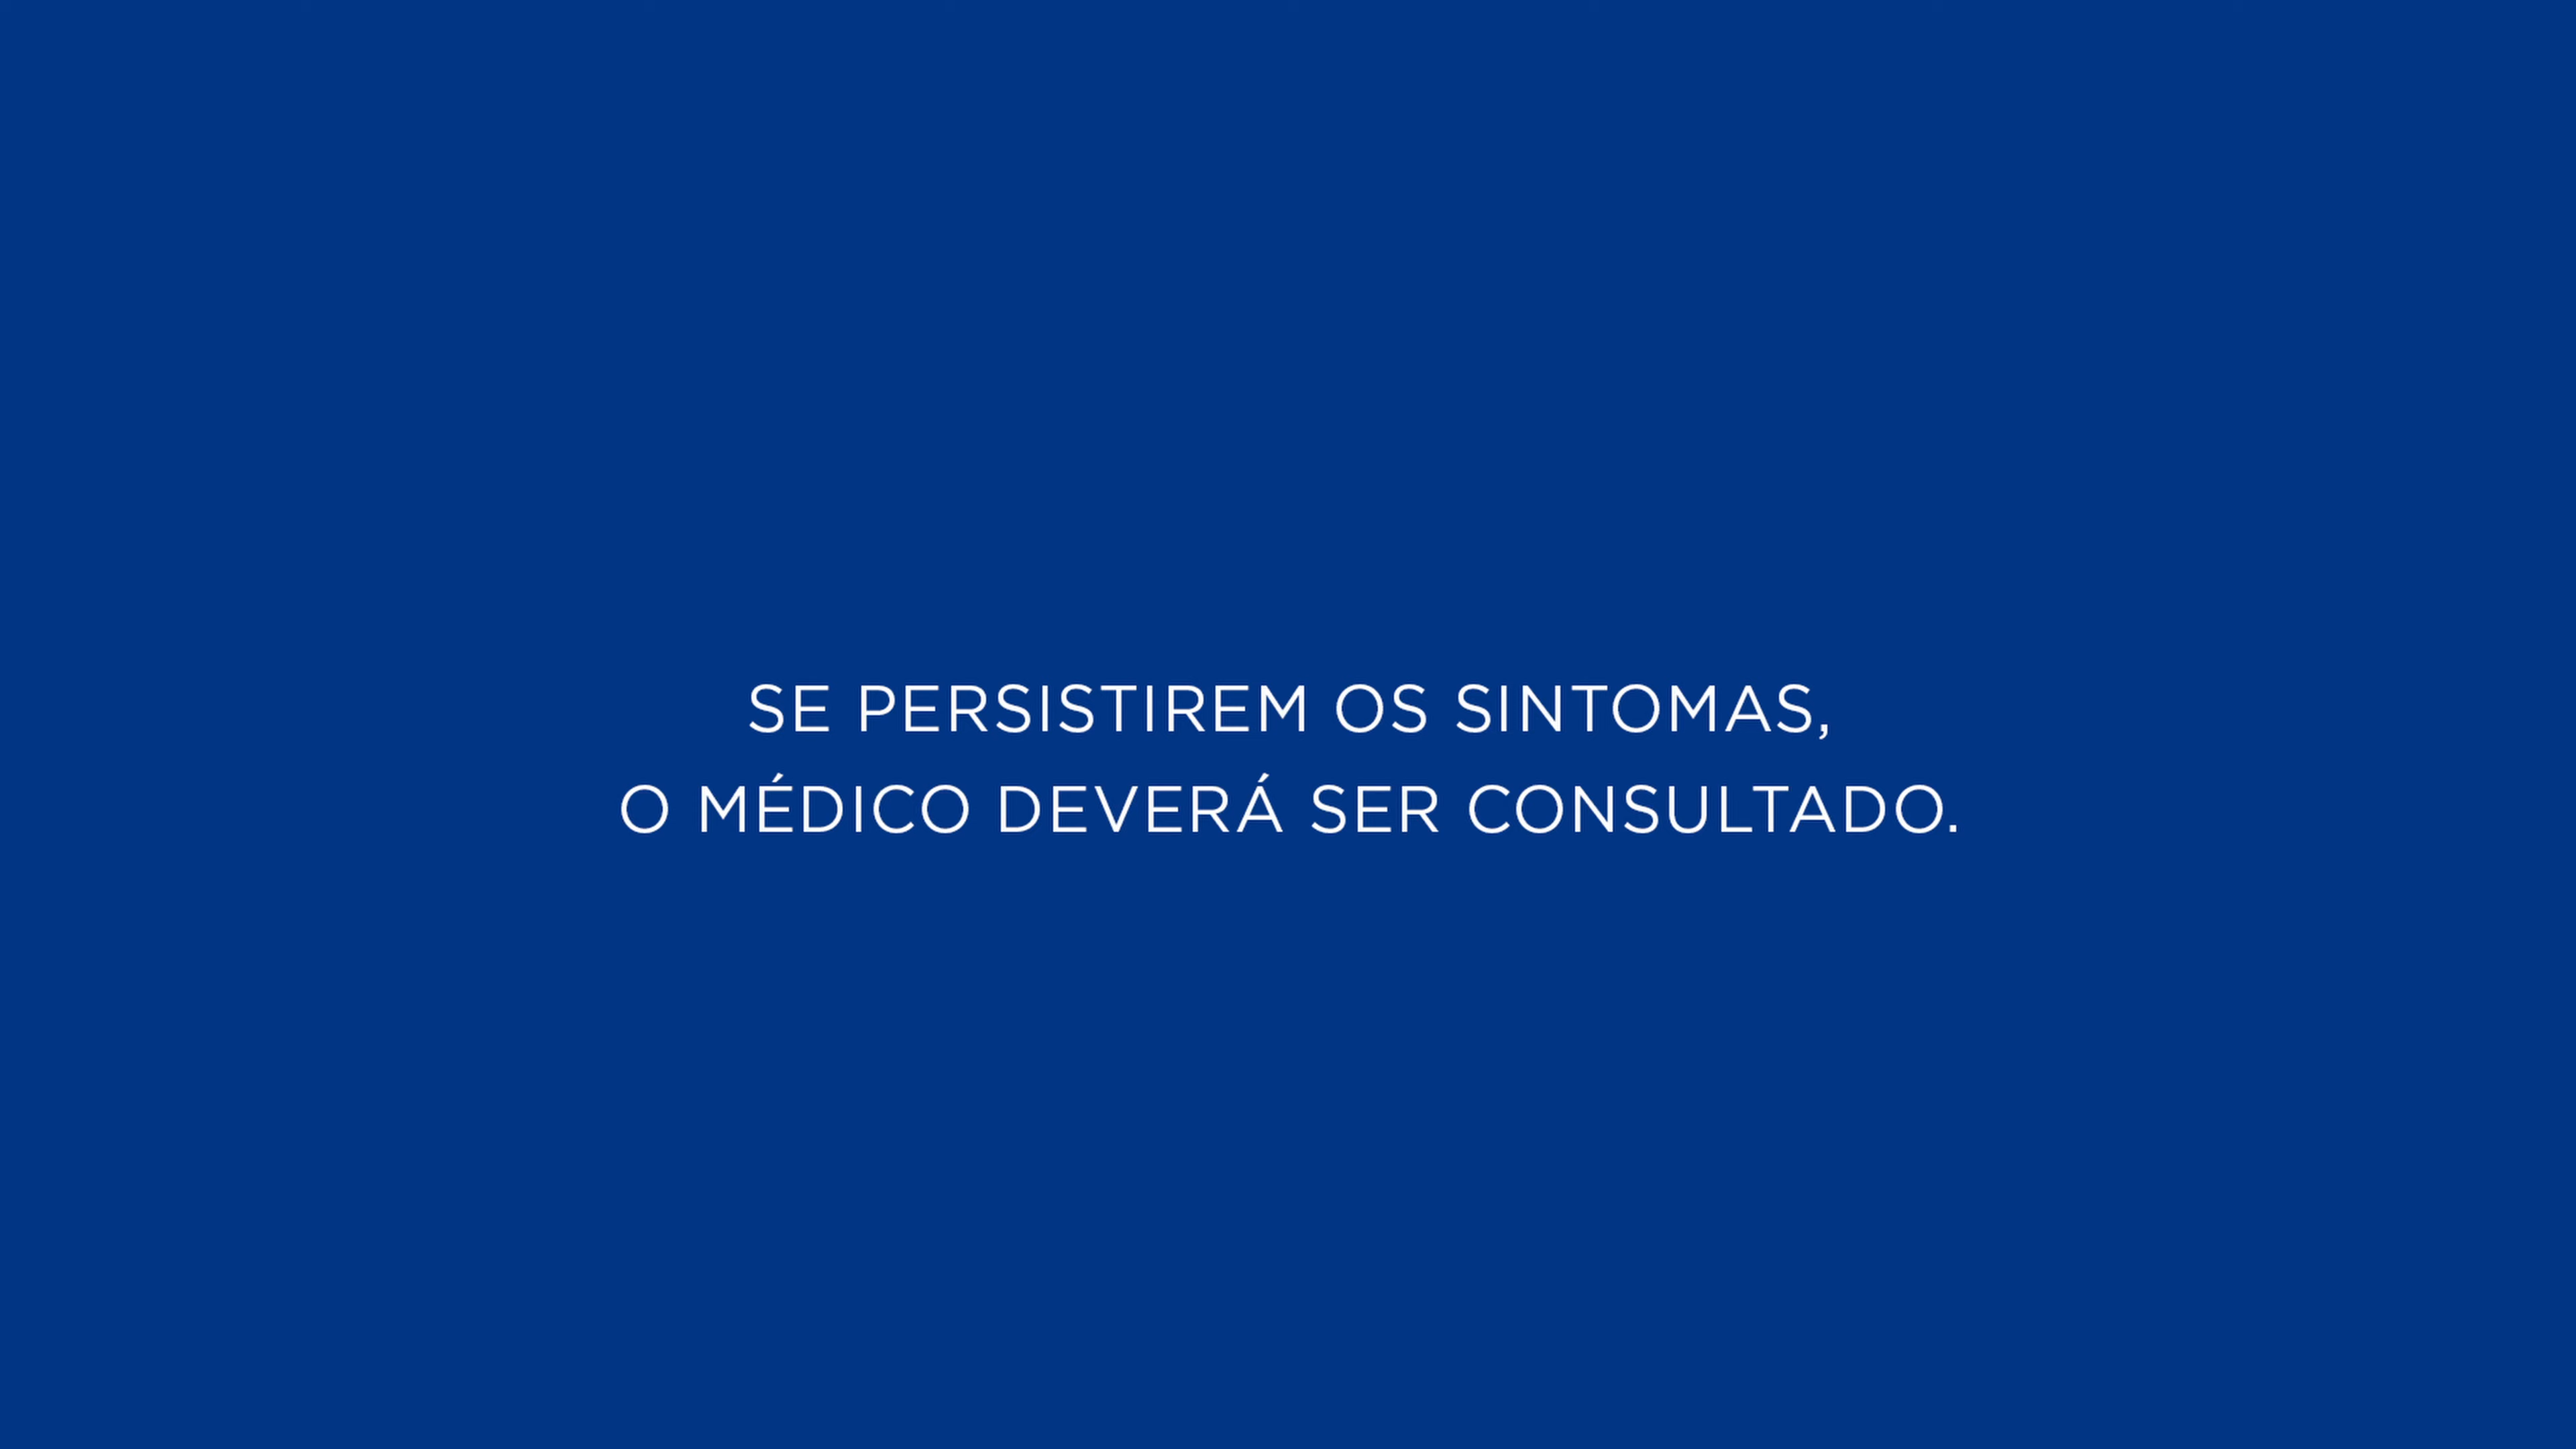 SE PERSISTIREM OS SINTOMAS,
O MÉDICO DEVERÁ SER CONSULTADO.